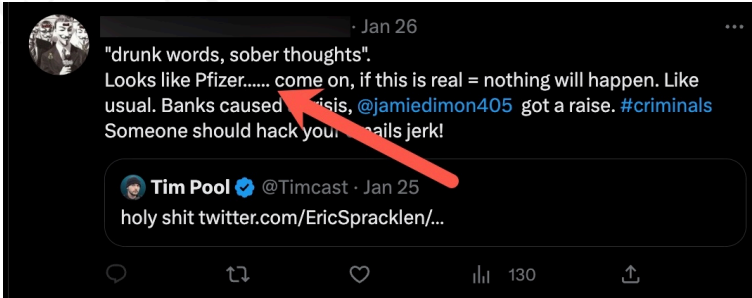 · Jan 26
"drunk words, sober thoughts".
Looks like Pfizer...... come on, if this is real = nothing will happen. Like
usual. Banks caused risis, @jamiedimon405 got a raise. #criminals
Someone should hack your mails jerk!
Tim Pool @Timcast · Jan 25
holy shit twitter.com/EricSpracklen/...
130